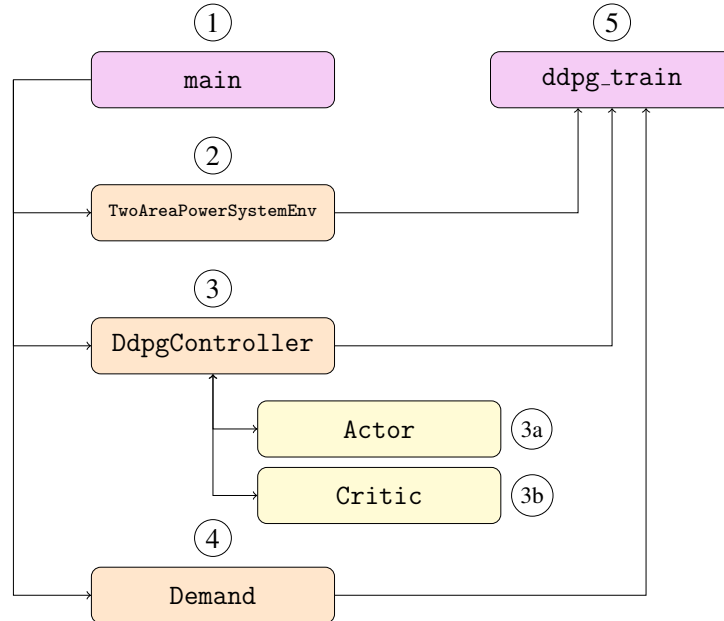 1
5
main
ddpg_train
2
TwoAreaPowerSystemEnv
3
DdpgController
Actor
3a
Critic
3b
4
Demand